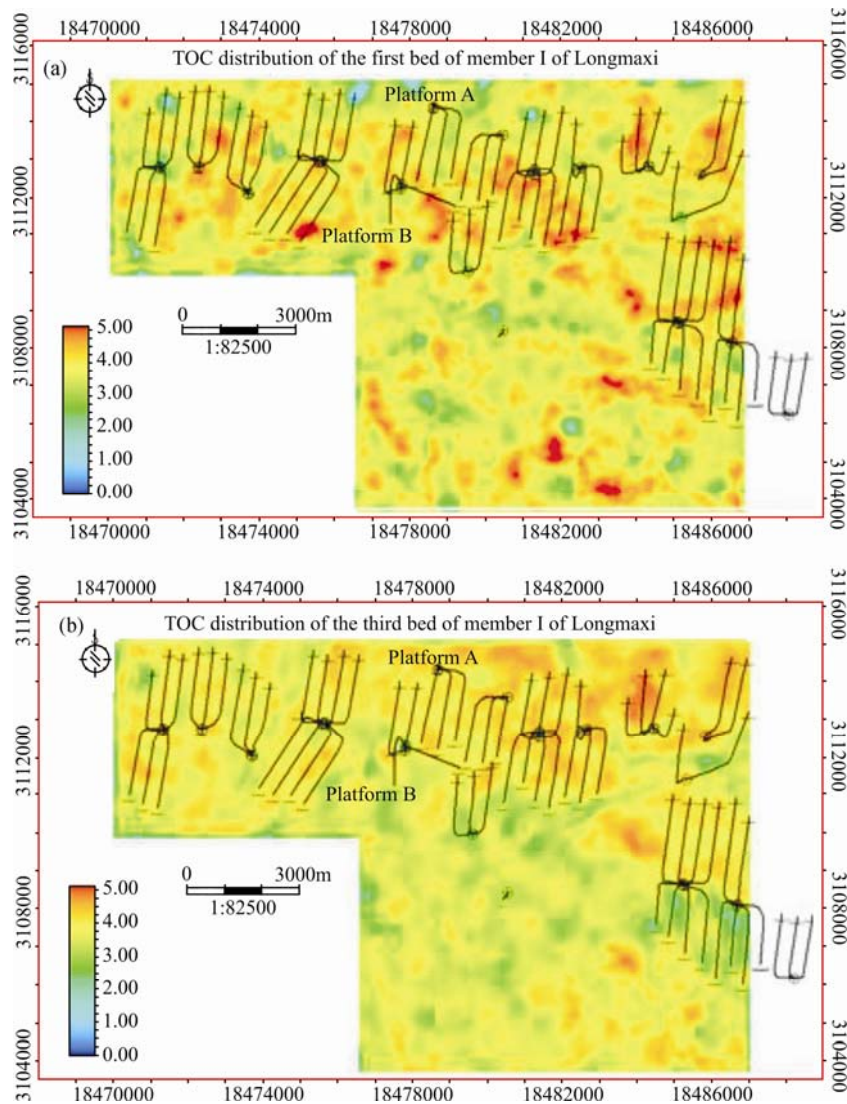 18470000 18474000 18478000 18482000 18486000
3116000 3116000
TOC distribution of the first bed of member I of Longmaxi
(a)
Platform A
3112000 3112000
Platform B
0 3000m
1:82500
3108000 3108000
5.00
4.00
3.00
2.00
1.00
0.00
3104000 3104000
18470000 18474000 18478000 18482000 18486000
18470000 18474000 18478000 18482000 18486000
3116000 3116000
TOC distribution of the third bed of member I of Longmaxi
(b)
Platform A
3112000 3112000
Platform B
0 3000m
1:82500
3108000 3108000
5.00
4.00
3.00
2.00
1.00
0.00
3104000 3104000
18470000 18474000 18478000 18482000 18486000